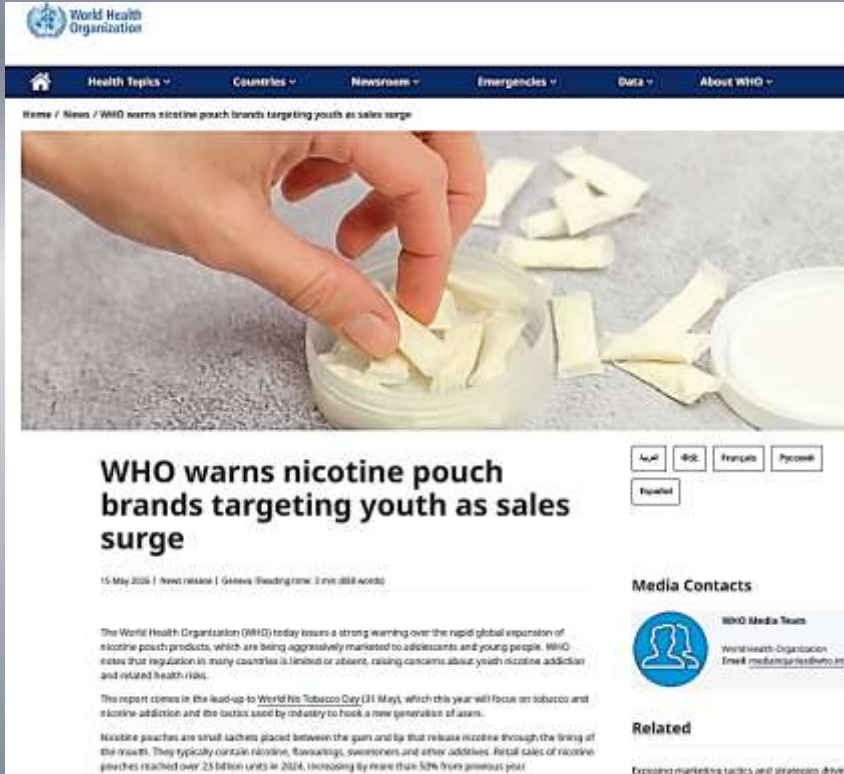 World Health
Organization
Health Topics
Countries
Newsroom
Emergencies
Data
About WHO
Home / News / WHO warns nicotine pouch brands targeting youth as sales surge
WHO warns nicotine pouch
brands targeting youth as sales
surge
العربية
中文
Français
Русский
Español
15 May 2026 | News release | Geneva (Reading time: 3 min (888 words)
The World Health Organization (WHO) today issues a strong warning over the rapid global expansion of
nicotine pouch products, which are being aggressively marketed to adolescents and young people. WHO
notes that regulation in many countries is limited or absent, raising concerns about youth nicotine addiction
and related health risks.
The report comes in the lead-up to World No Tobacco Day (31 May), which this year will focus on tobacco and
nicotine addiction and the tactics used by industry to hook a new generation of users.
Nicotine pouches are small sachets placed between the gum and lip that release nicotine through the lining of
the mouth. They typically contain nicotine, flavourings, sweeteners and other additives. Retail sales of nicotine
pouches reached over 23 billion units in 2024, increasing by more than 50% from previous year
Media Contacts
WHO Media Team
World Health Organization
Email:
Related
Exposing marketing tactics and strategies